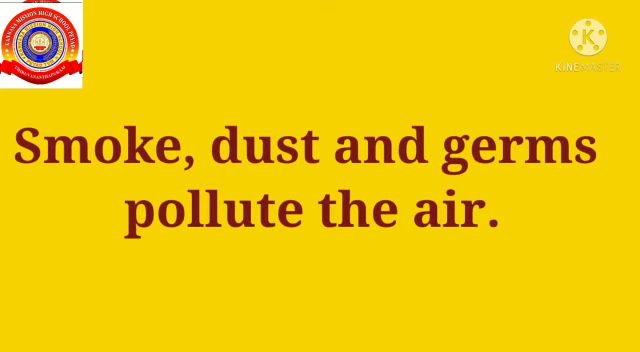 KINEMASTER
Smoke, dust and germs
pollute the air.